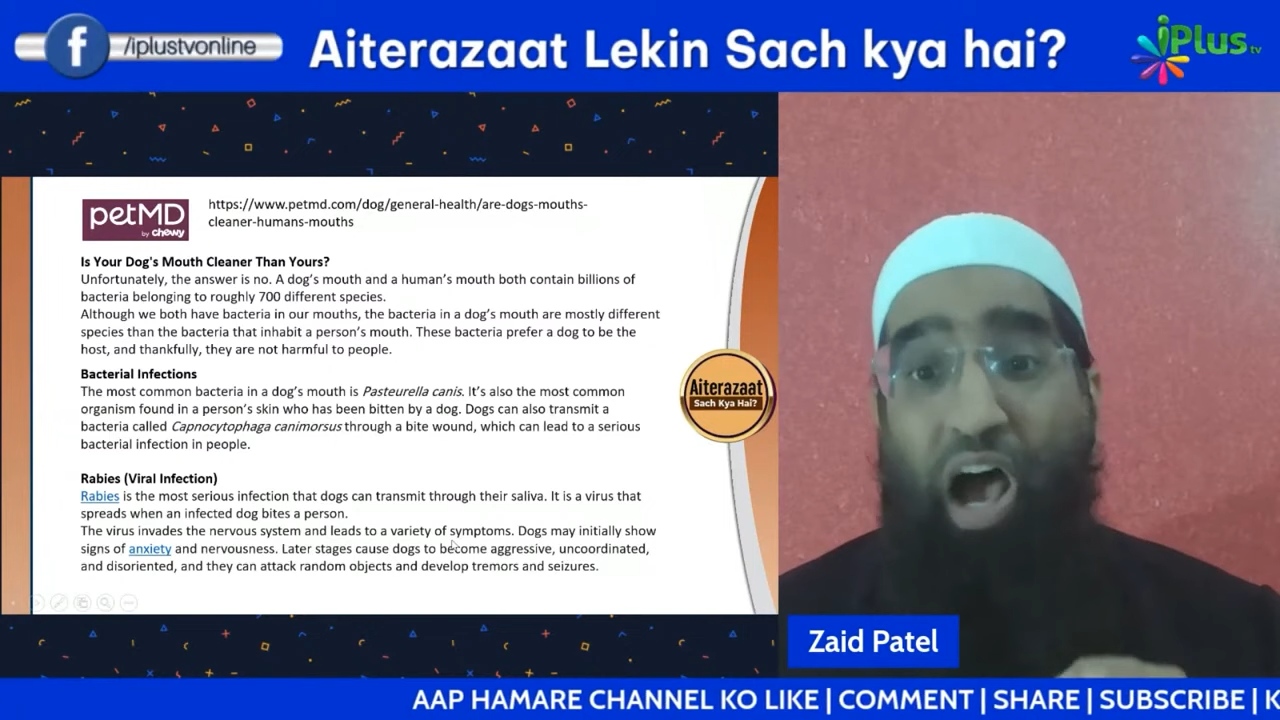 f /iplustvonline
Aiterazaat Lekin Sach kya hai?
iPlus tv
petMD
by chewy
https://www.petmd.com/dog/general-health/are-dogs-mouths-
cleaner-humans-mouths
Is Your Dog's Mouth Cleaner Than Yours?
Unfortunately, the answer is no. A dog's mouth and a human's mouth both contain billions of
bacteria belonging to roughly 700 different species.
Although we both have bacteria in our mouths, the bacteria in a dog's mouth are mostly different
species than the bacteria that inhabit a person's mouth. These bacteria prefer a dog to be the
host, and thankfully, they are not harmful to people.
Bacterial Infections
The most common bacteria in a dog's mouth is Pasteurella canis. It's also the most common
organism found in a person's skin who has been bitten by a dog. Dogs can also transmit a
bacteria called Capnocytophaga canimorsus through a bite wound, which can lead to a serious
bacterial infection in people.
Rabies (Viral Infection)
Rabies is the most serious infection that dogs can transmit through their saliva. It is a virus that
spreads when an infected dog bites a person.
The virus invades the nervous system and leads to a variety of symptoms. Dogs may initially show
signs of anxiety and nervousness. Later stages cause dogs to become aggressive, uncoordinated,
and disoriented, and they can attack random objects and develop tremors and seizures.
Aiterazaat
Sach Kya Hai?
Zaid Patel
AAP HAMARE CHANNEL KO LIKE | COMMENT | SHARE | SUBSCRIBE | K